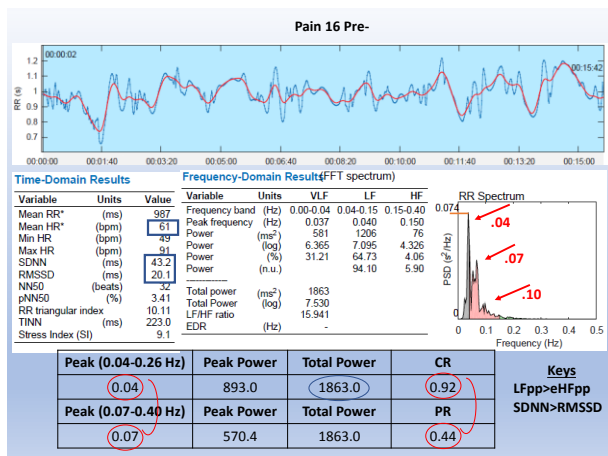 Pain 16 Pre-
00:00:02
00:15:42
1.2
1.1
1
0.9
0.8
0.7
RR (s)
00:00:00 00:01:40 00:03:20 00:05:00 00:06:40 00:08:20 00:10:00 00:11:40 00:13:20 00:15:00
Time-Domain Results
Variable Units Value
Mean RR* (ms) 987
Mean HR* (bpm) 61
Min HR (bpm) 49
Max HR (bpm) 91
SDNN (ms) 43.2
RMSSD (ms) 20.1
NN50 (beats) 32
pNN50 (%) 3.41
RR triangular index 10.11
TINN (ms) 223.0
Stress Index (SI) 9.1
Frequency-Domain Results (FFT spectrum)
Variable Units VLF LF HF
Frequency band (Hz) 0.00-0.04 0.04-0.15 0.15-0.40
Peak frequency (Hz) 0.037 0.040 0.150
Power (ms2) 581 1206 76
Power (log) 6.365 7.095 4.326
Power (%) 31.21 64.73 4.06
Power (n.u.) 94.10 5.90
-------------
Total power (ms2) 1863
Total Power (log) 7.530
LF/HF ratio 15.941
EDR (Hz) -
RR Spectrum
0.074
.04
.07
.10
PSD (s2/Hz)
0
0 0.1 0.2 0.3 0.4 0.5
Frequency (Hz)
Peak (0.04-0.26 Hz) Peak Power Total Power CR
0.04 893.0 1863.0 0.92
Peak (0.07-0.40 Hz) Peak Power Total Power PR
0.07 570.4 1863.0 0.44
Keys
LFpp>eHFpp
SDNN>RMSSD